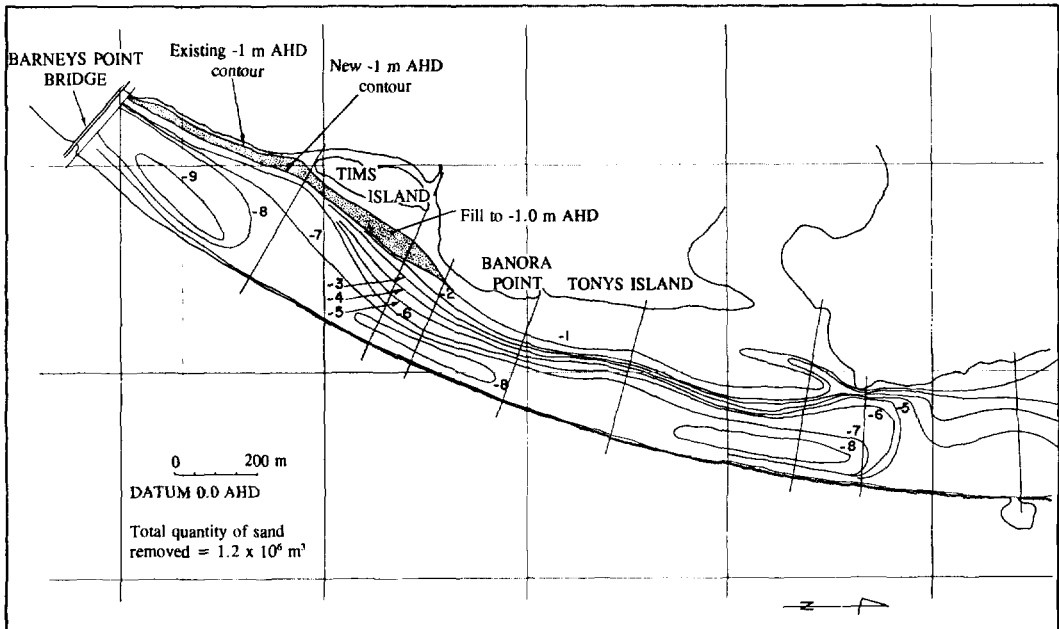 BARNEYS POINT
BRIDGE
Existing -1 m AHD
contour
New -1 m AHD
contour
TIMS
ISLAND
Fill to -1.0 m AHD
BANORA
POINT
TONYS ISLAND
-9
-8
-7
-3
-4
-5
-6
-2
-1
-8
-6
-5
-7
-8
0 200 m
DATUM 0.0 AHD
Total quantity of sand
removed = 1.2 x 10⁶ m³
N